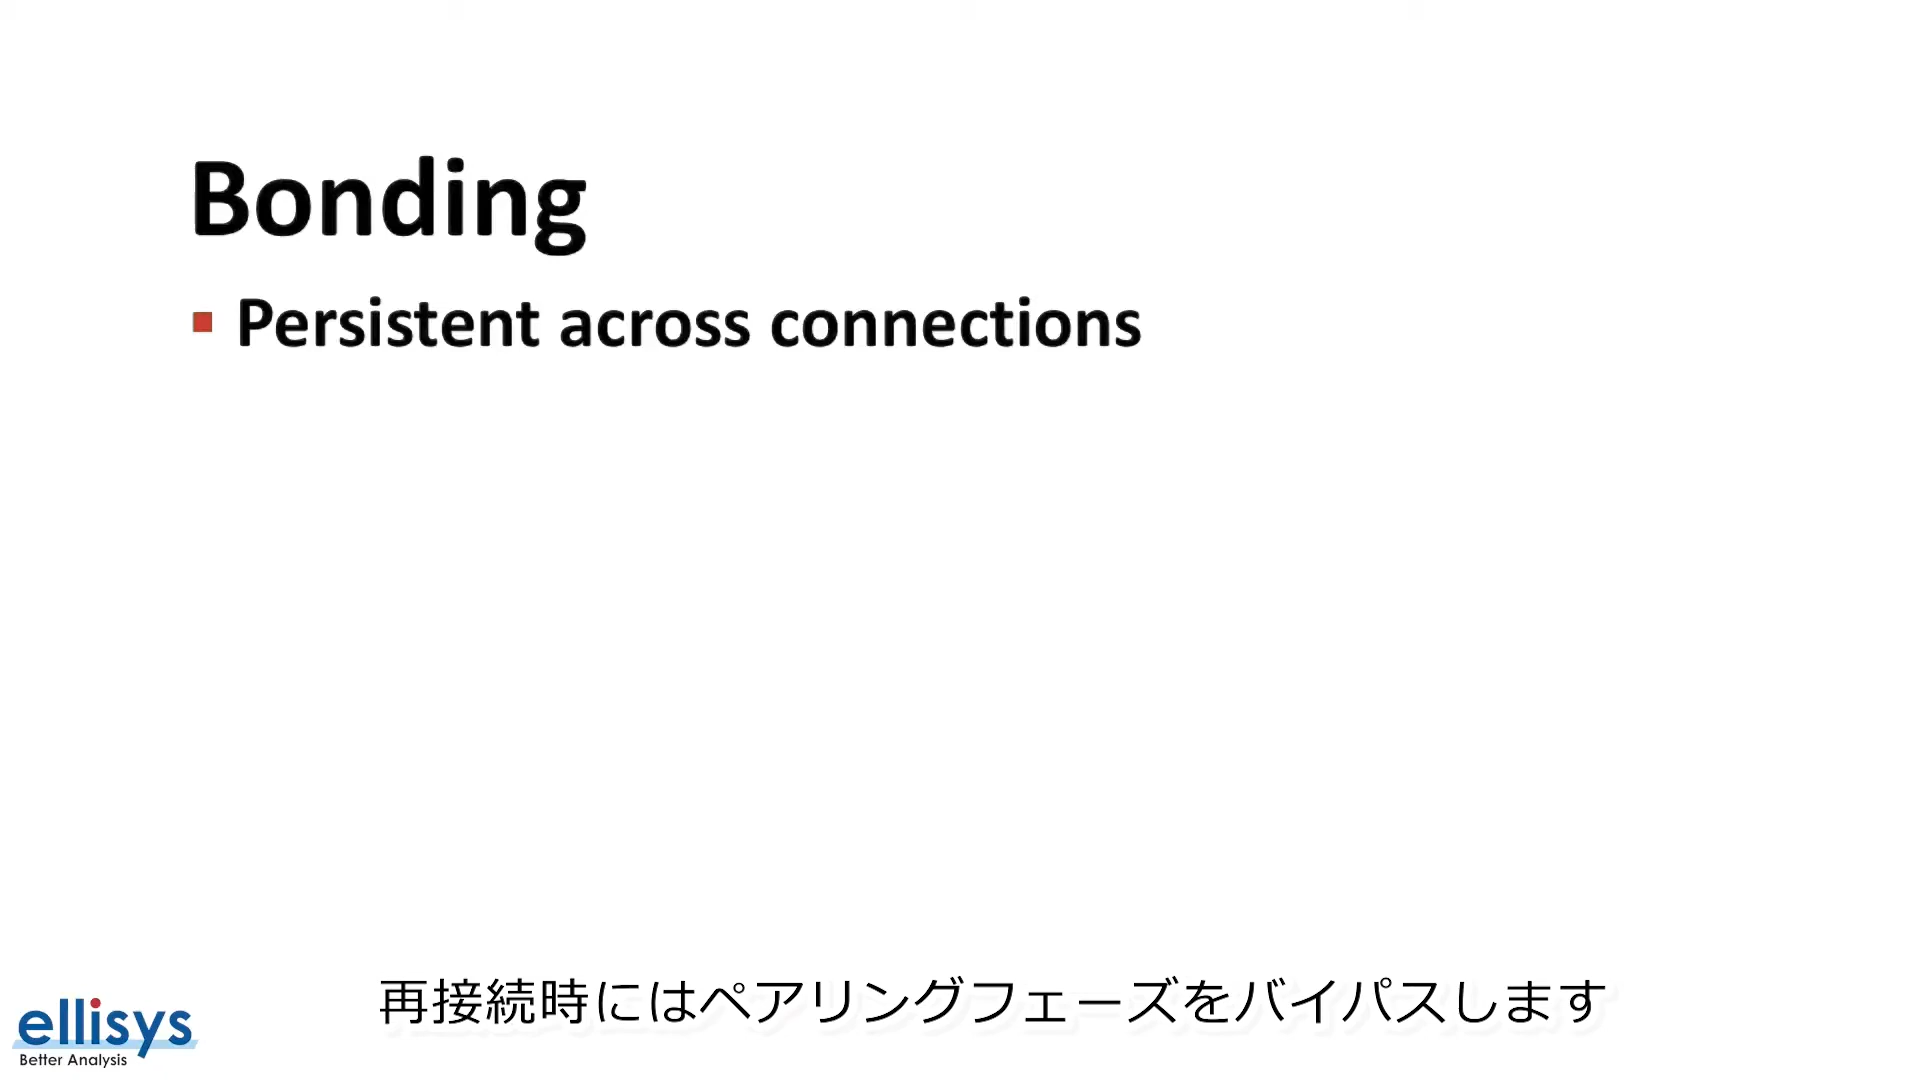 Bonding
▪ Persistent across connections
再接続時にはペアリングフェーズをバイパスします
ellisys
Better Analysis